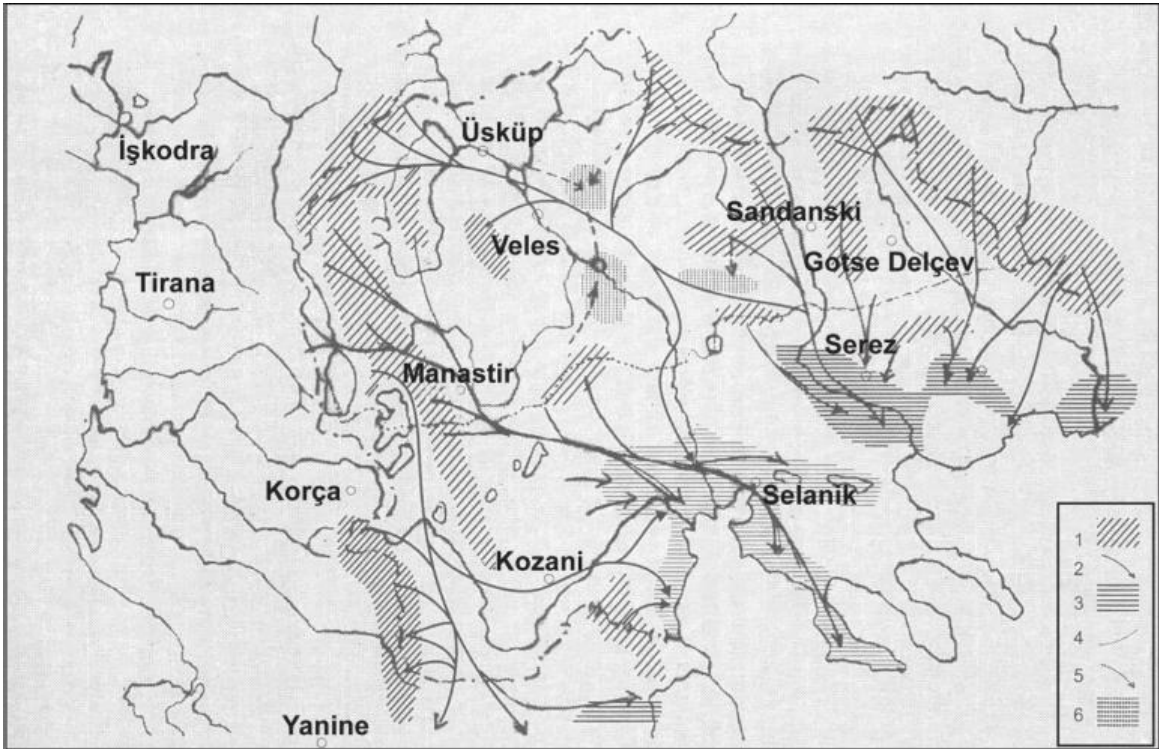 Üsküp
İşkodra
Sandanski
Veles
Gotse Delçev
Tirana
Serez
Manastir
Korça
Selanik
Kozani
Yanine
1
2
3
4
5
6